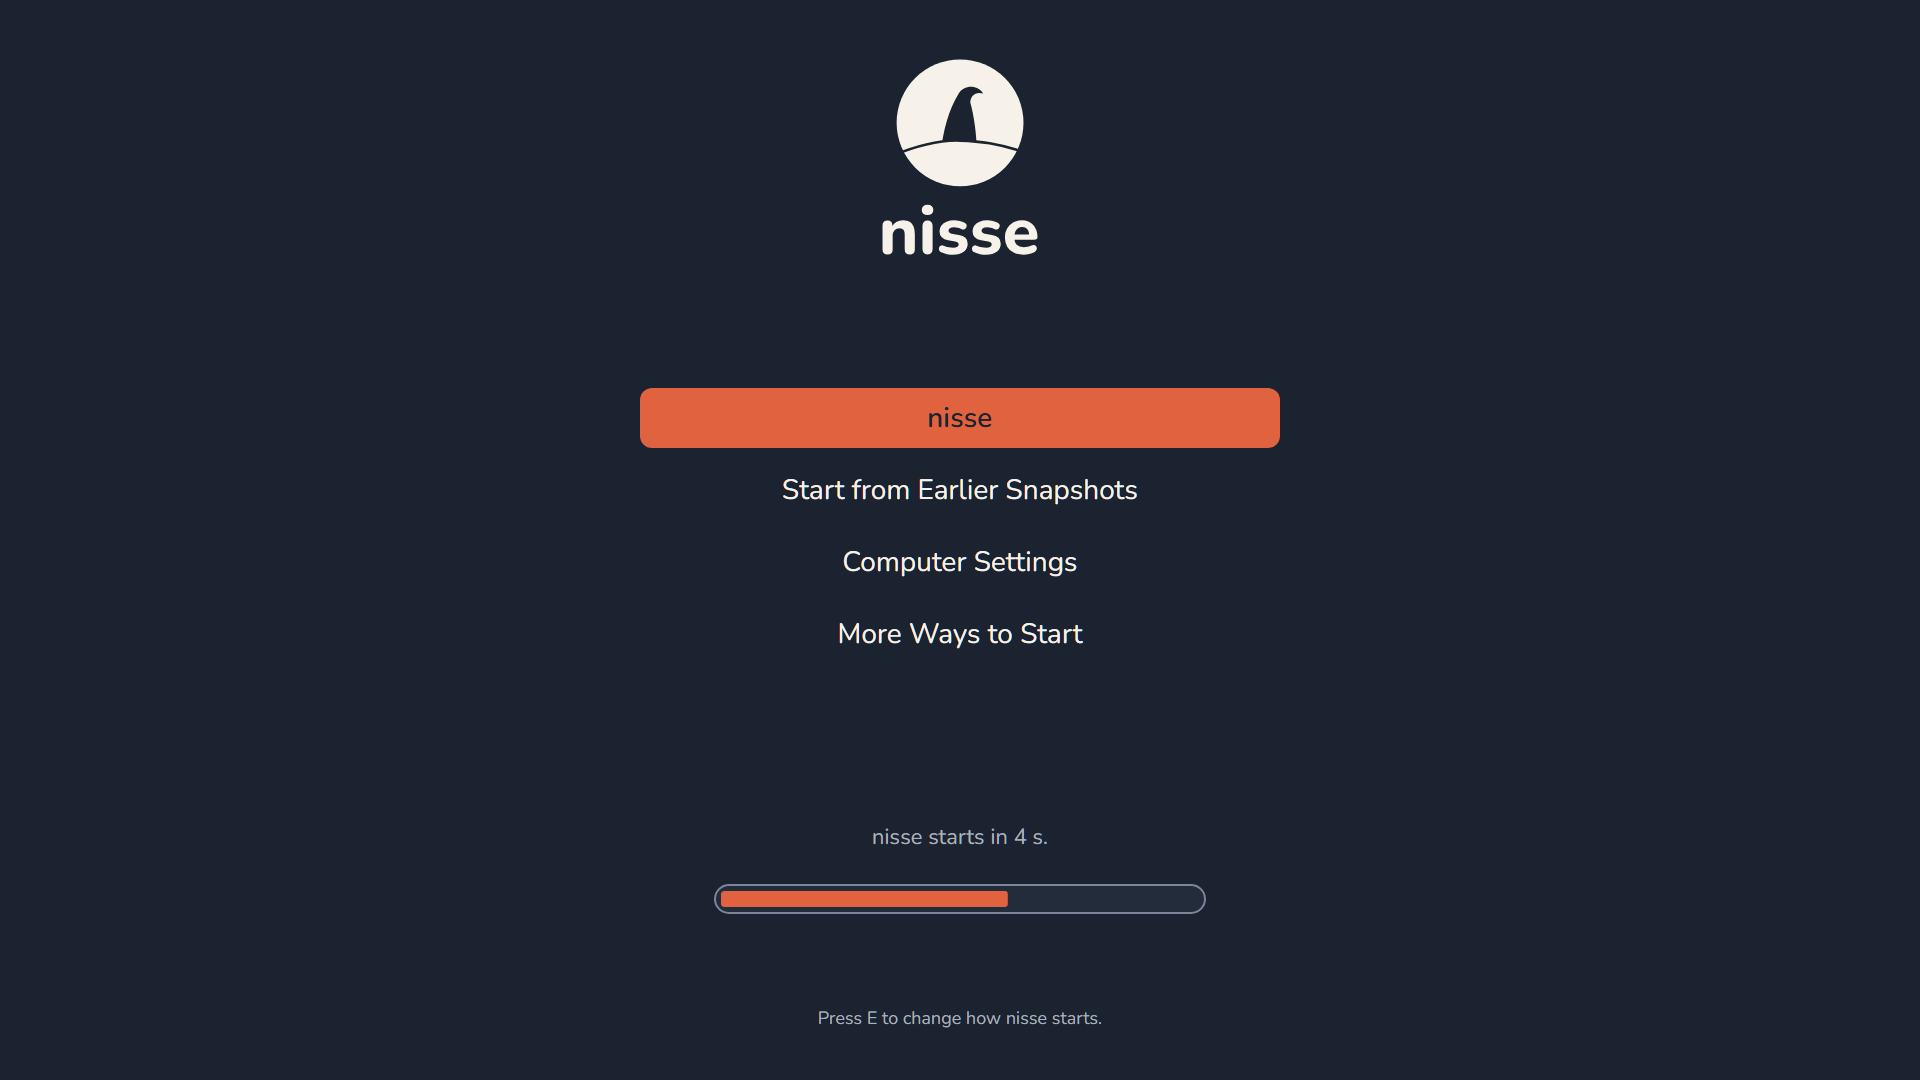 nisse
nisse
Start from Earlier Snapshots
Computer Settings
More Ways to Start
nisse starts in 4 s.
Press E to change how nisse starts.